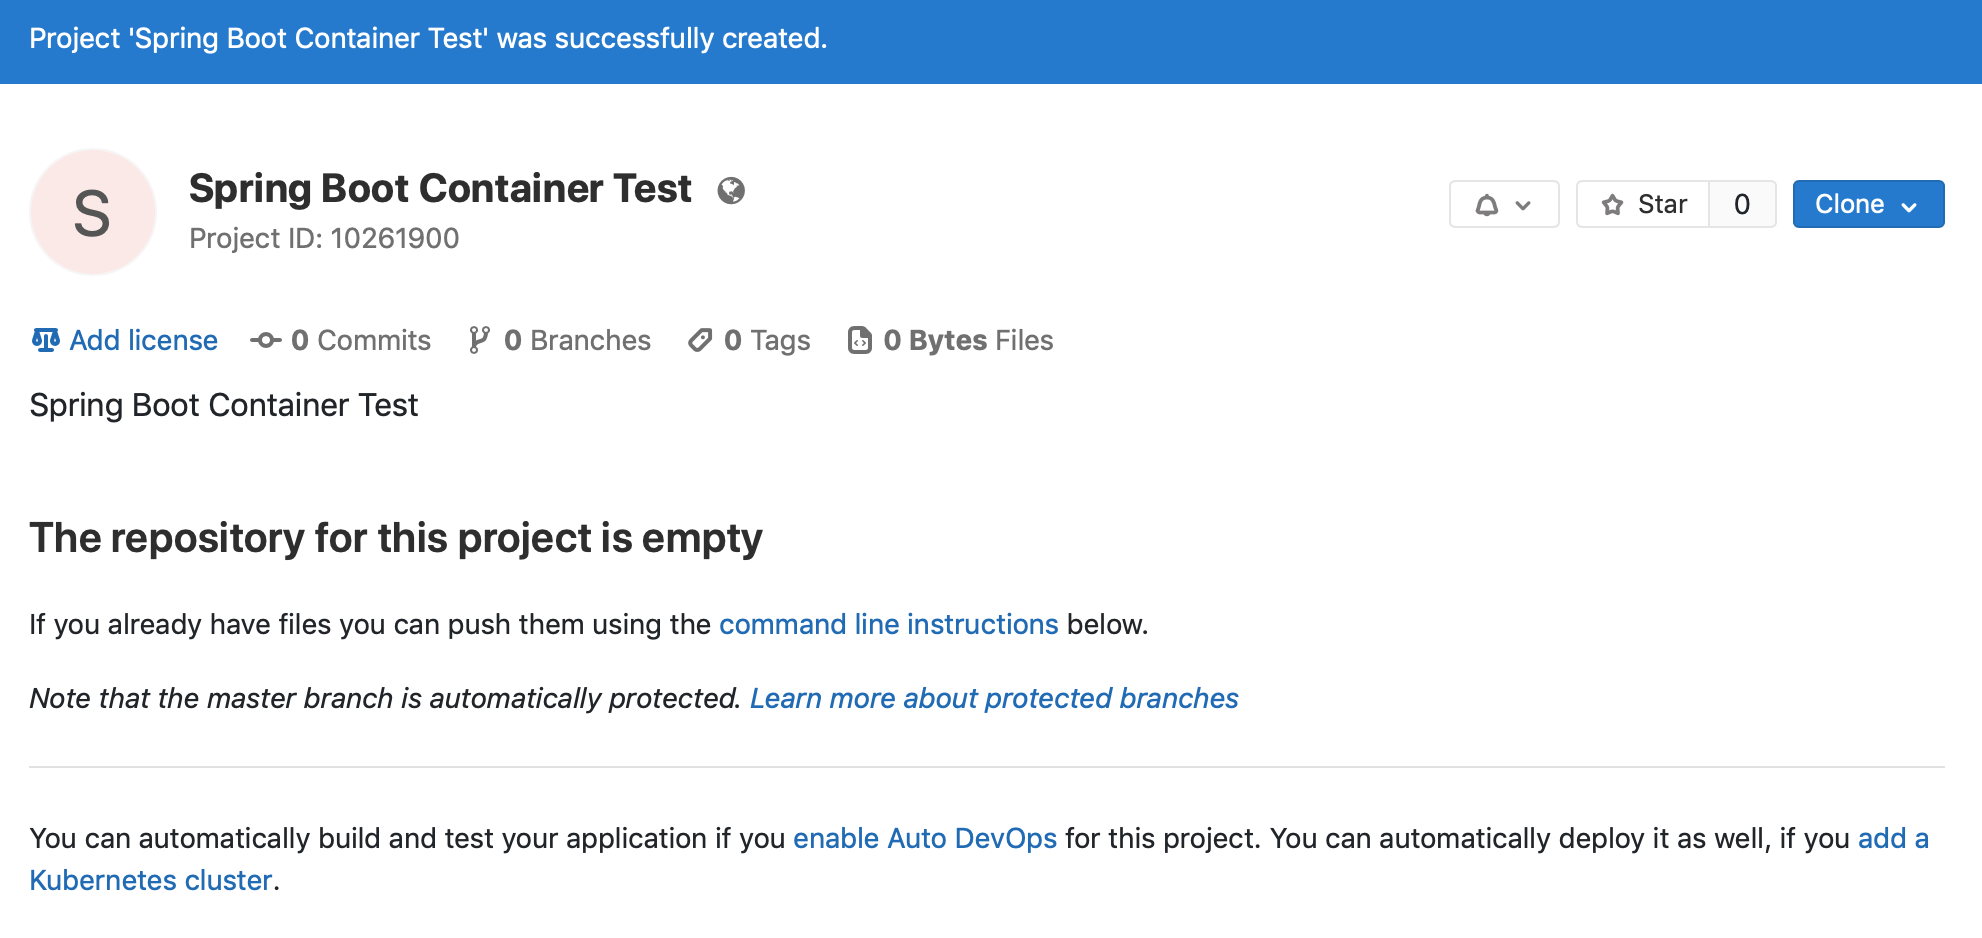 Project 'Spring Boot Container Test' was successfully created.
S
Spring Boot Container Test
Project ID: 10261900
Star 0 Clone
Add license 0 Commits 0 Branches 0 Tags 0 Bytes Files
Spring Boot Container Test
The repository for this project is empty
If you already have files you can push them using the command line instructions below.
Note that the master branch is automatically protected. Learn more about protected branches
You can automatically build and test your application if you enable Auto DevOps for this project. You can automatically deploy it as well, if you add a
Kubernetes cluster.